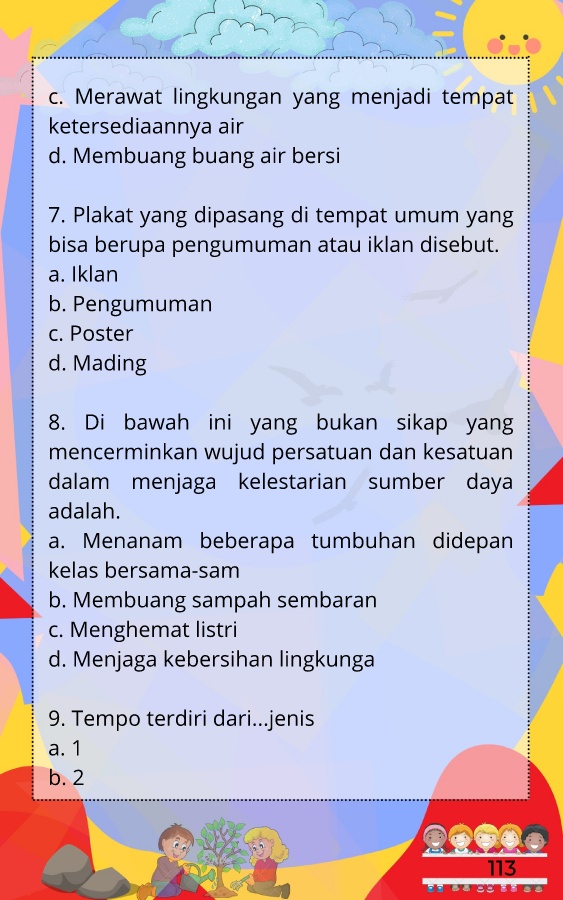 c. Merawat lingkungan yang menjadi tempat
ketersediaannya air
d. Membuang buang air bersi
7. Plakat yang dipasang di tempat umum yang
bisa berupa pengumuman atau iklan disebut.
a. Iklan
b. Pengumuman
c. Poster
d. Mading
8. Di bawah ini yang bukan sikap yang
mencerminkan wujud persatuan dan kesatuan
dalam menjaga kelestarian sumber daya
adalah.
a. Menanam beberapa tumbuhan didepan
kelas bersama-sam
b. Membuang sampah sembaran
c. Menghemat listri
d. Menjaga kebersihan lingkunga
9. Tempo terdiri dari...jenis
a. 1
b. 2
113